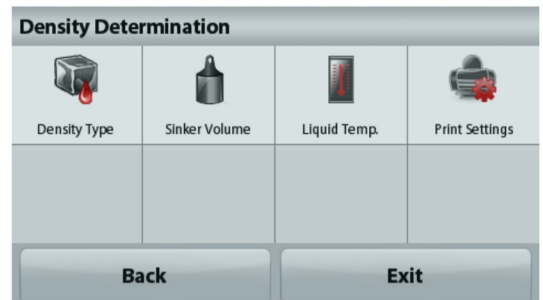 Density Determination
Density Type
Sinker Volume
Liquid Temp.
Print Settings
Back
Exit